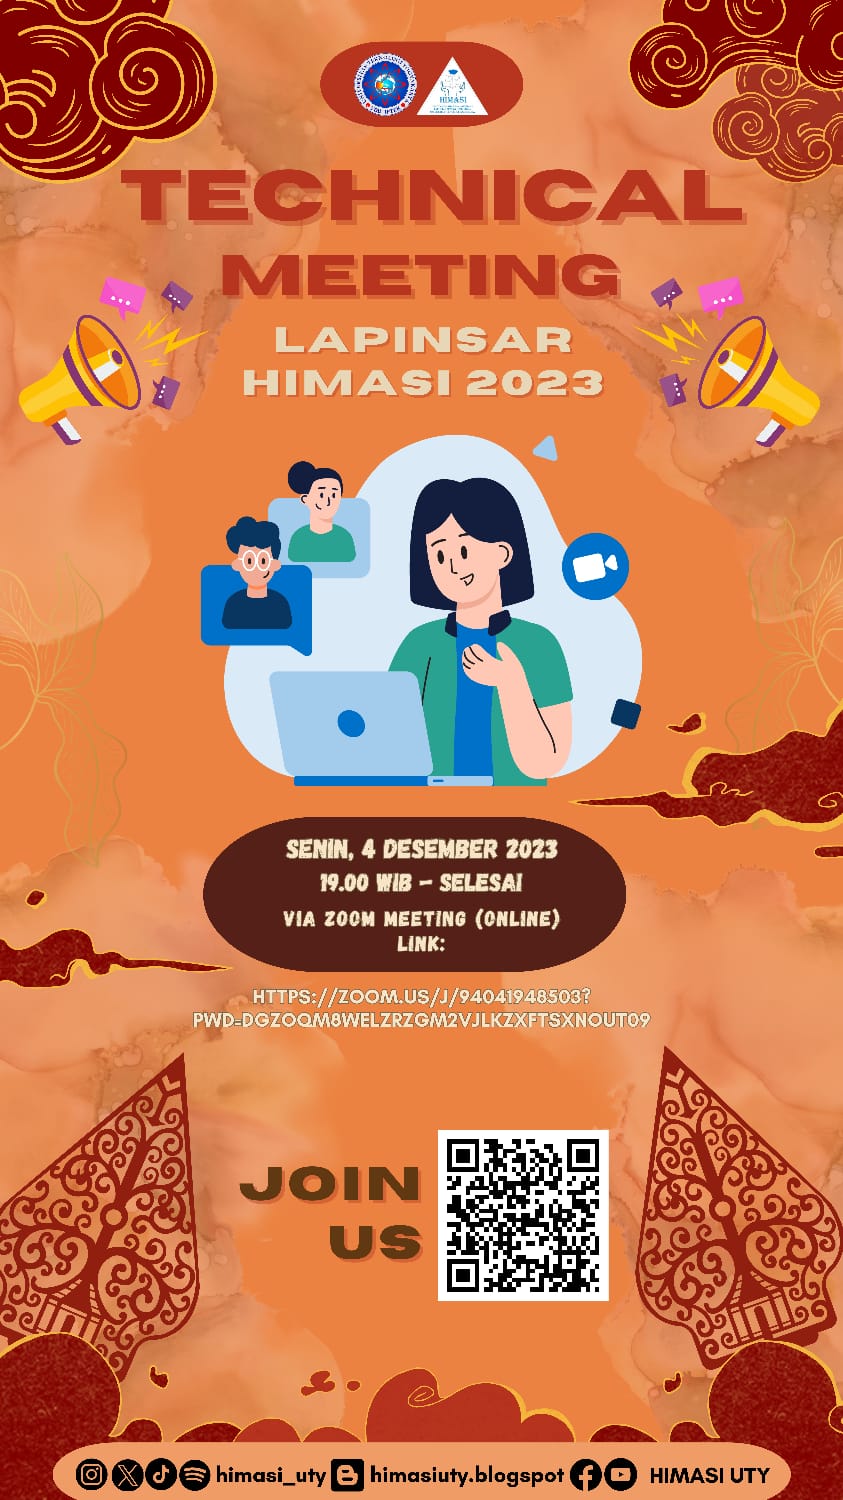 HIMASI
TECHNICAL
MEETING
LAPINSAR
HIMASI 2023
SENIN, 4 DESEMBER 2023
19.00 WIB – SELESAI
VIA ZOOM MEETING (ONLINE)
LINK:
HTTPS://ZOOM.US/J/94041948503?
PWD=DGZOQM8WELZRZGM2VJLKZXFTSXNOUT09
JOIN
US
himasi_uty himasiuty.blogspot HIMASI UTY